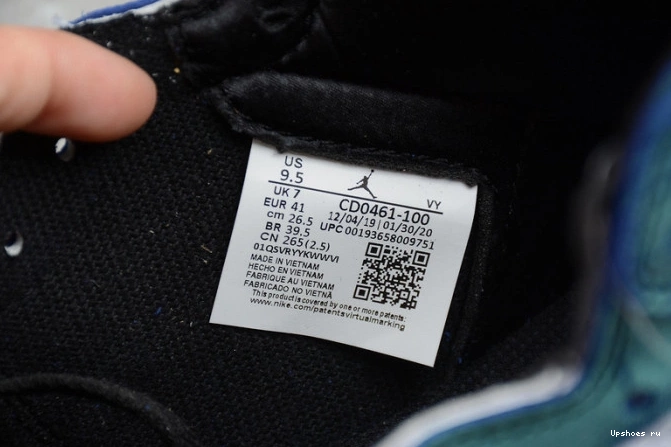 US
9.5
UK 7
EUR 41
cm 26.5
BR 39.5
CN 265(2.5)
01QSVRYYKWWVI
VY
CD0461-100
12/04/19 | 01/30/20
UPC 00193658009751
MADE IN VIETNAM
HECHO EN VIETNAM
FABRIQUE AU VIETNAM
FABRICADO NO VIETNÃ
This product is covered by one or more patents:
www.nike.com/patentsvirtualmarking
Upshoes ru